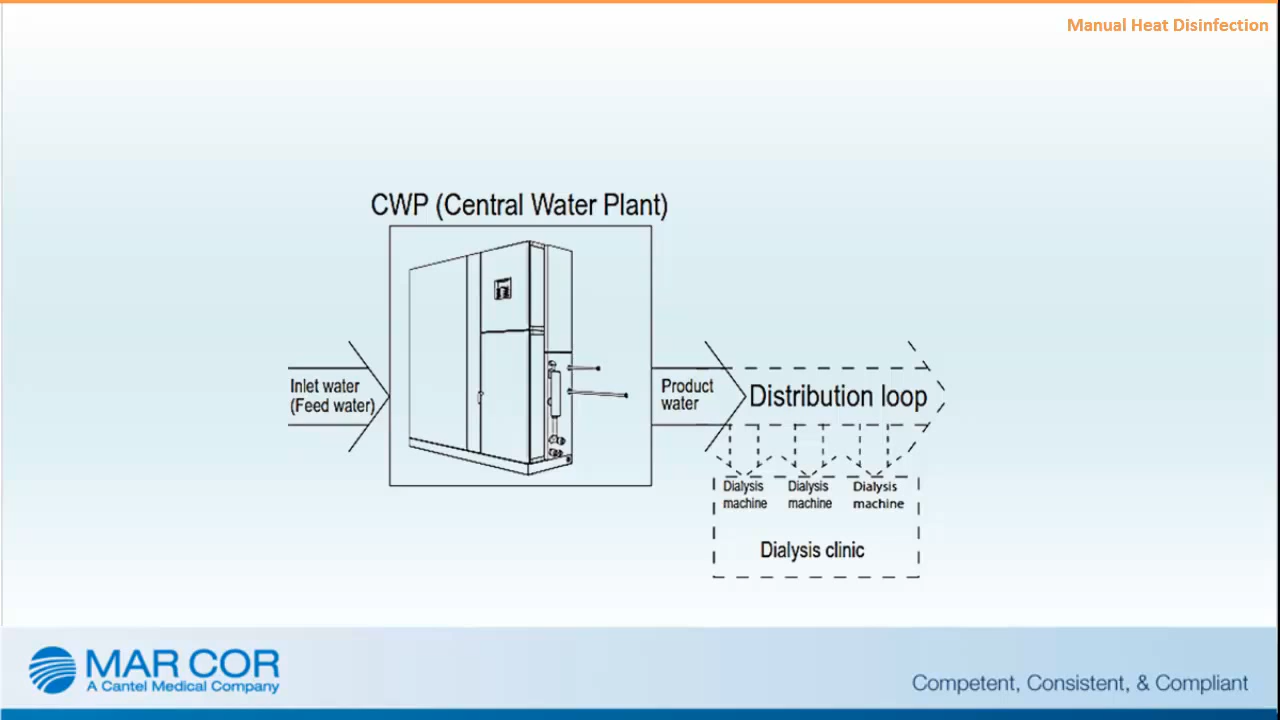 Manual Heat Disinfection
CWP (Central Water Plant)
Inlet water
(Feed water)
Product
water
Distribution loop
Dialysis
machine
Dialysis
machine
Dialysis
machine
Dialysis clinic
MAR COR
A Cantel Medical Company
Competent, Consistent, & Compliant